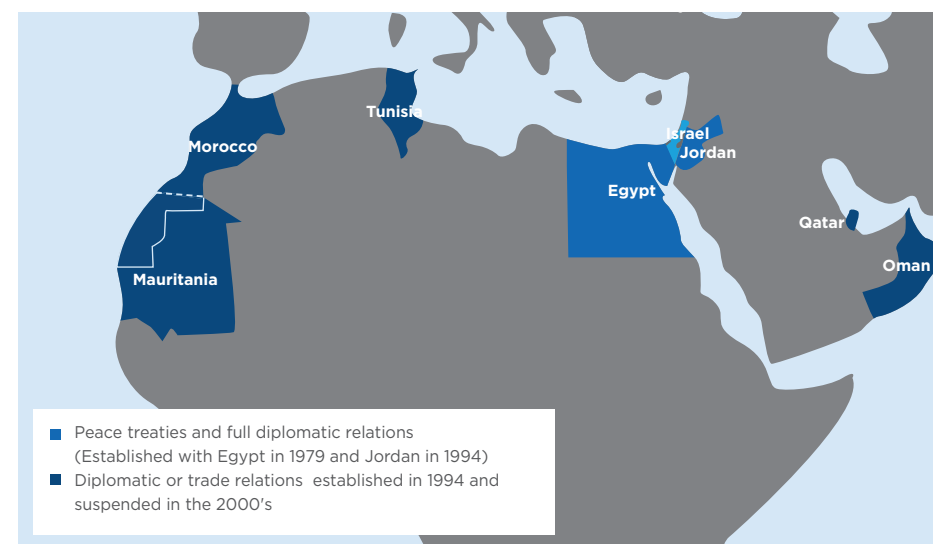 Tunisia
Israel
Morocco
Jordan
Egypt
Qatar
Oman
Mauritania
Peace treaties and full diplomatic relations
(Established with Egypt in 1979 and Jordan in 1994)
Diplomatic or trade relations established in 1994 and
suspended in the 2000's